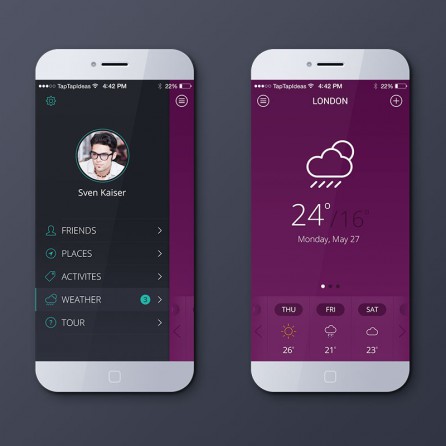 TapTapIdeas 4:42 PM 22%
Sven Kaiser
FRIENDS
PLACES
ACTIVITES
WEATHER 3
TOUR
TapTapIdeas 4:42 PM 22%
LONDON
24°/16°
Monday, May 27
THU FRI SAT
26° 21° 23°